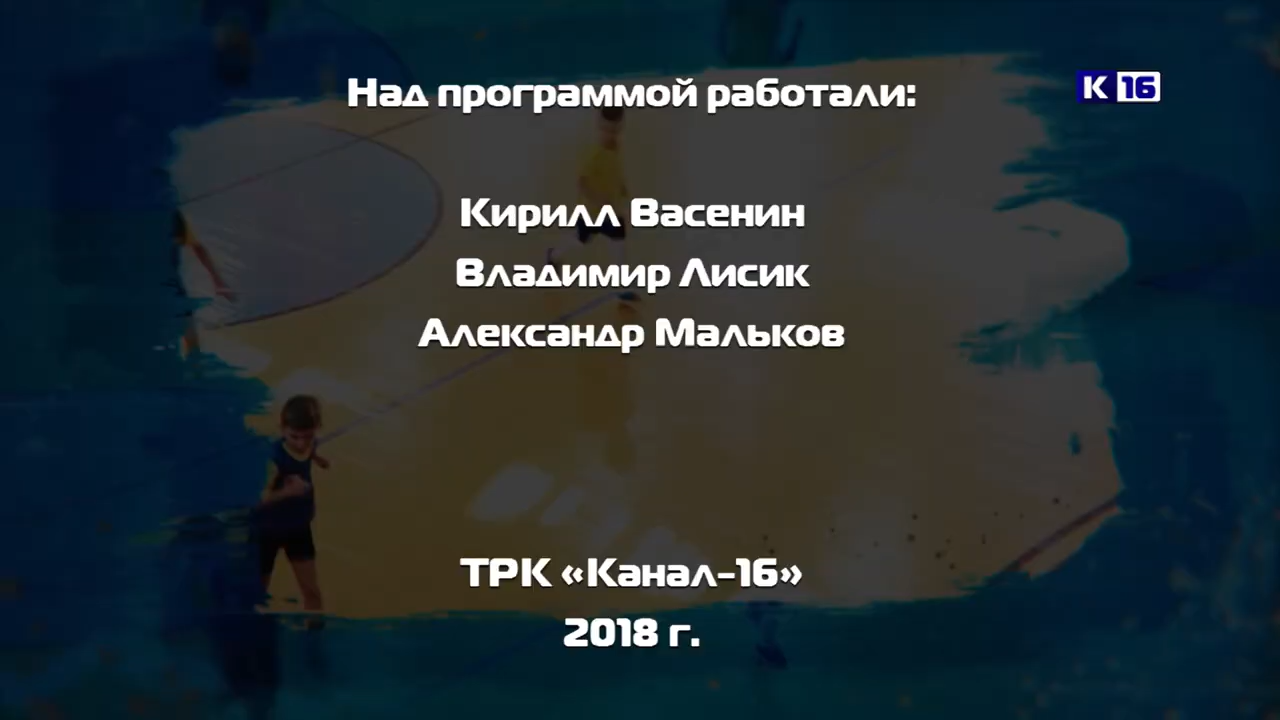 Над программой работали:
К 16
Кирилл Васенин
Владимир Лисик
Александр Мальков
ТРК «Канал-16»
2018 г.